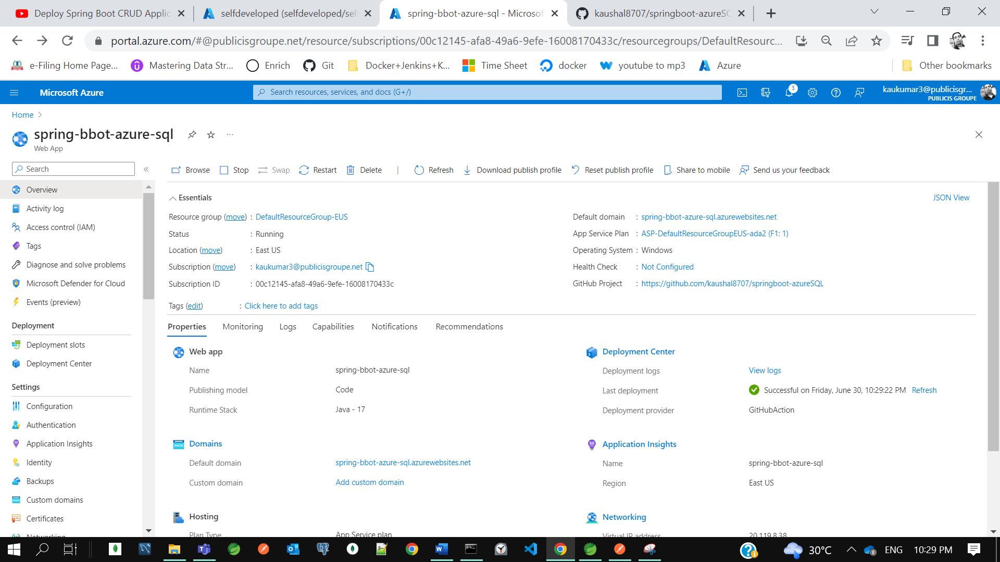 Deploy Spring Boot CRUD Applic
selfdeveloped (selfdeveloped/sel
spring-bbot-azure-sql - Microsof
kaushal8707/springboot-azureSC
portal.azure.com/#@publicisgroupe.net/resource/subscriptions/00c12145-afa8-49a6-9efe-16008170433c/resourcegroups/DefaultResourc...
e-Filing Home Page...
Mastering Data Str...
Enrich
Git
Docker+Jenkins+K...
Time Sheet
docker
youtube to mp3
Azure
Other bookmarks
Microsoft Azure
Search resources, services, and docs (G+/)
3
kaukumar3@publicisgr...
PUBLICIS GROUPE
Home
spring-bbot-azure-sql
Web App
Search
Browse
Stop
Swap
Restart
Delete
Refresh
Download publish profile
Reset publish profile
Share to mobile
Send us your feedback
Overview
Activity log
Access control (IAM)
Tags
Diagnose and solve problems
Microsoft Defender for Cloud
Events (preview)
Deployment
Deployment slots
Deployment Center
Settings
Configuration
Authentication
Application Insights
Identity
Backups
Custom domains
Certificates
Networking
Essentials
JSON View
Resource group (move) : DefaultResourceGroup-EUS
Status : Running
Location (move) : East US
Subscription (move) : kaukumar3@publicisgroupe.net
Subscription ID : 00c12145-afa8-49a6-9efe-16008170433c
Tags (edit) : Click here to add tags
Default domain : spring-bbot-azure-sql.azurewebsites.net
App Service Plan : ASP-DefaultResourceGroupEUS-ada2 (F1: 1)
Operating System : Windows
Health Check : Not Configured
GitHub Project : https://github.com/kaushal8707/springboot-azureSQL
Properties
Monitoring
Logs
Capabilities
Notifications
Recommendations
Web app
Name spring-bbot-azure-sql
Publishing model Code
Runtime Stack Java - 17
Domains
Default domain spring-bbot-azure-sql.azurewebsites.net
Custom domain Add custom domain
Hosting
Plan Type App Service plan
Deployment Center
Deployment logs View logs
Last deployment Successful on Friday, June 30, 10:29:22 PM Refresh
Deployment provider GitHubAction
Application Insights
Name spring-bbot-azure-sql
Region East US
Networking
Virtual IP address 20.119.8.38
30°C
ENG
10:29 PM